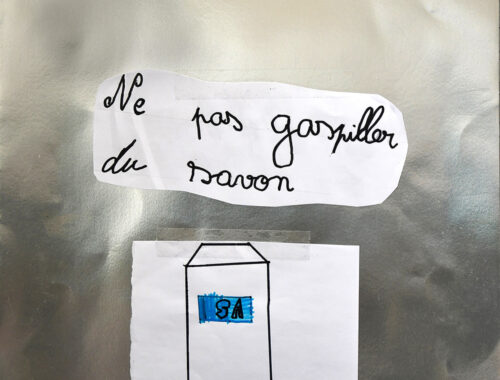 Ne pas gaspiller
du savon
SA